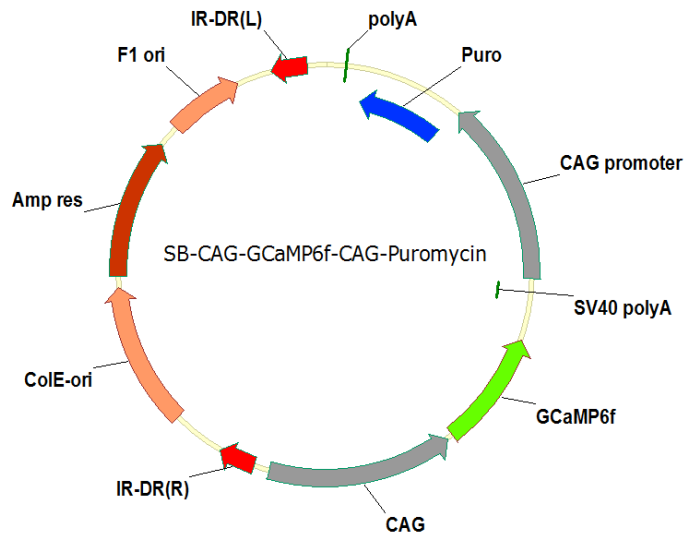 IR-DR(L)
polyA
F1 ori
Puro
CAG promoter
Amp res
SB-CAG-GCaMP6f-CAG-Puromycin
SV40 polyA
ColE-ori
GCaMP6f
IR-DR(R)
CAG